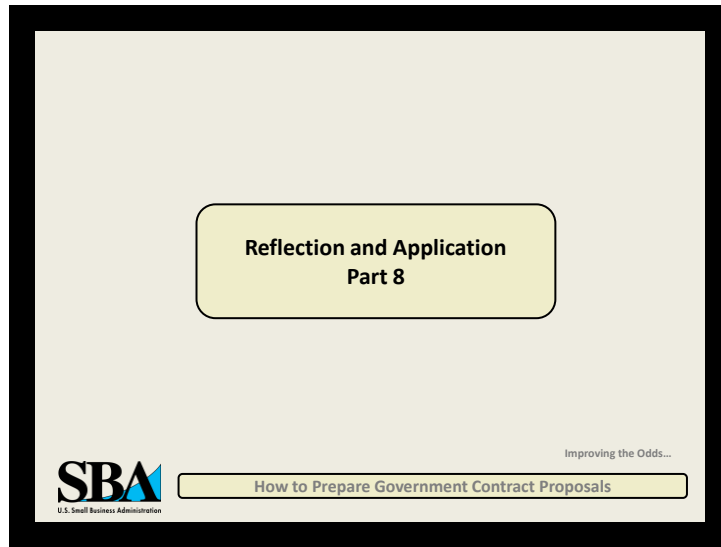 Reflection and Application
Part 8
Improving the Odds...
SBA
U.S. Small Business Administration
How to Prepare Government Contract Proposals